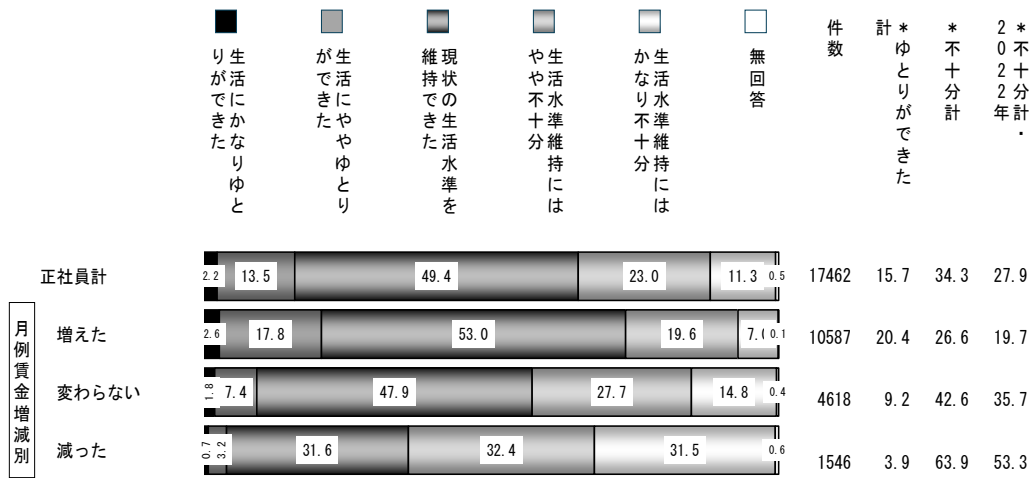 生活にかなりゆと
りができた
生活にややゆとり
ができた
現状の生活水準を
維持できた
生活水準維持には
やや不十分
生活水準維持には
かなり不十分
無回答
件数
*ゆとりができた
計
*不十分計
*不十分計・
2022年
正社員計 2.2 13.5 49.4 23.0 11.3 0.5 17462 15.7 34.3 27.9
月例賃金増減別
増えた 2.6 17.8 53.0 19.6 0.1 10587 20.4 26.6 19.7
変わらない 1.8 7.4 47.9 27.7 14.8 0.4 4618 9.2 42.6 35.7
減った 0.7 3.2 31.6 32.4 31.5 0.6 1546 3.9 63.9 53.3